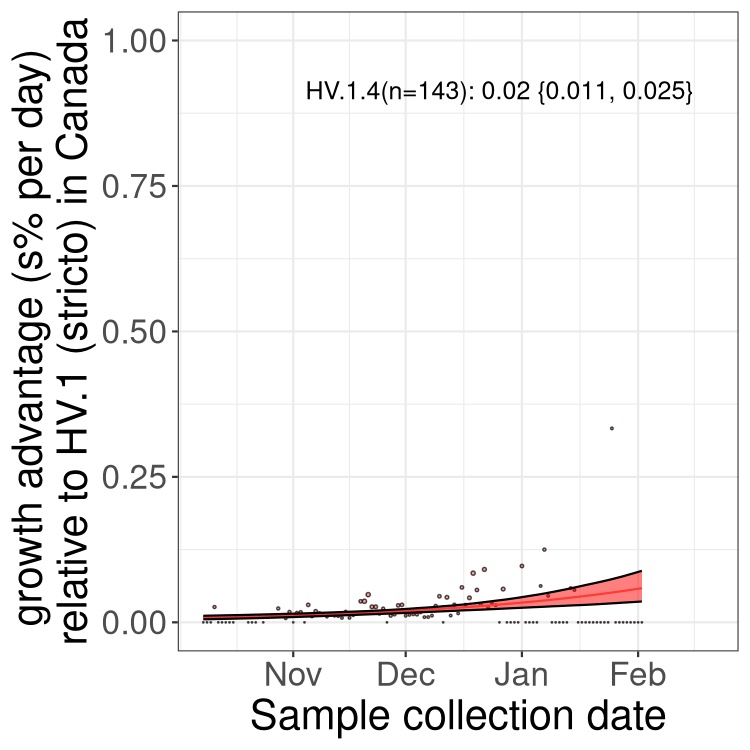 growth advantage (s% per day)
relative to HV.1 (stricto) in Canada
1.00
0.75
0.50
0.25
0.00
HV.1.4(n=143): 0.02 {0.011, 0.025}
Nov Dec Jan Feb
Sample collection date